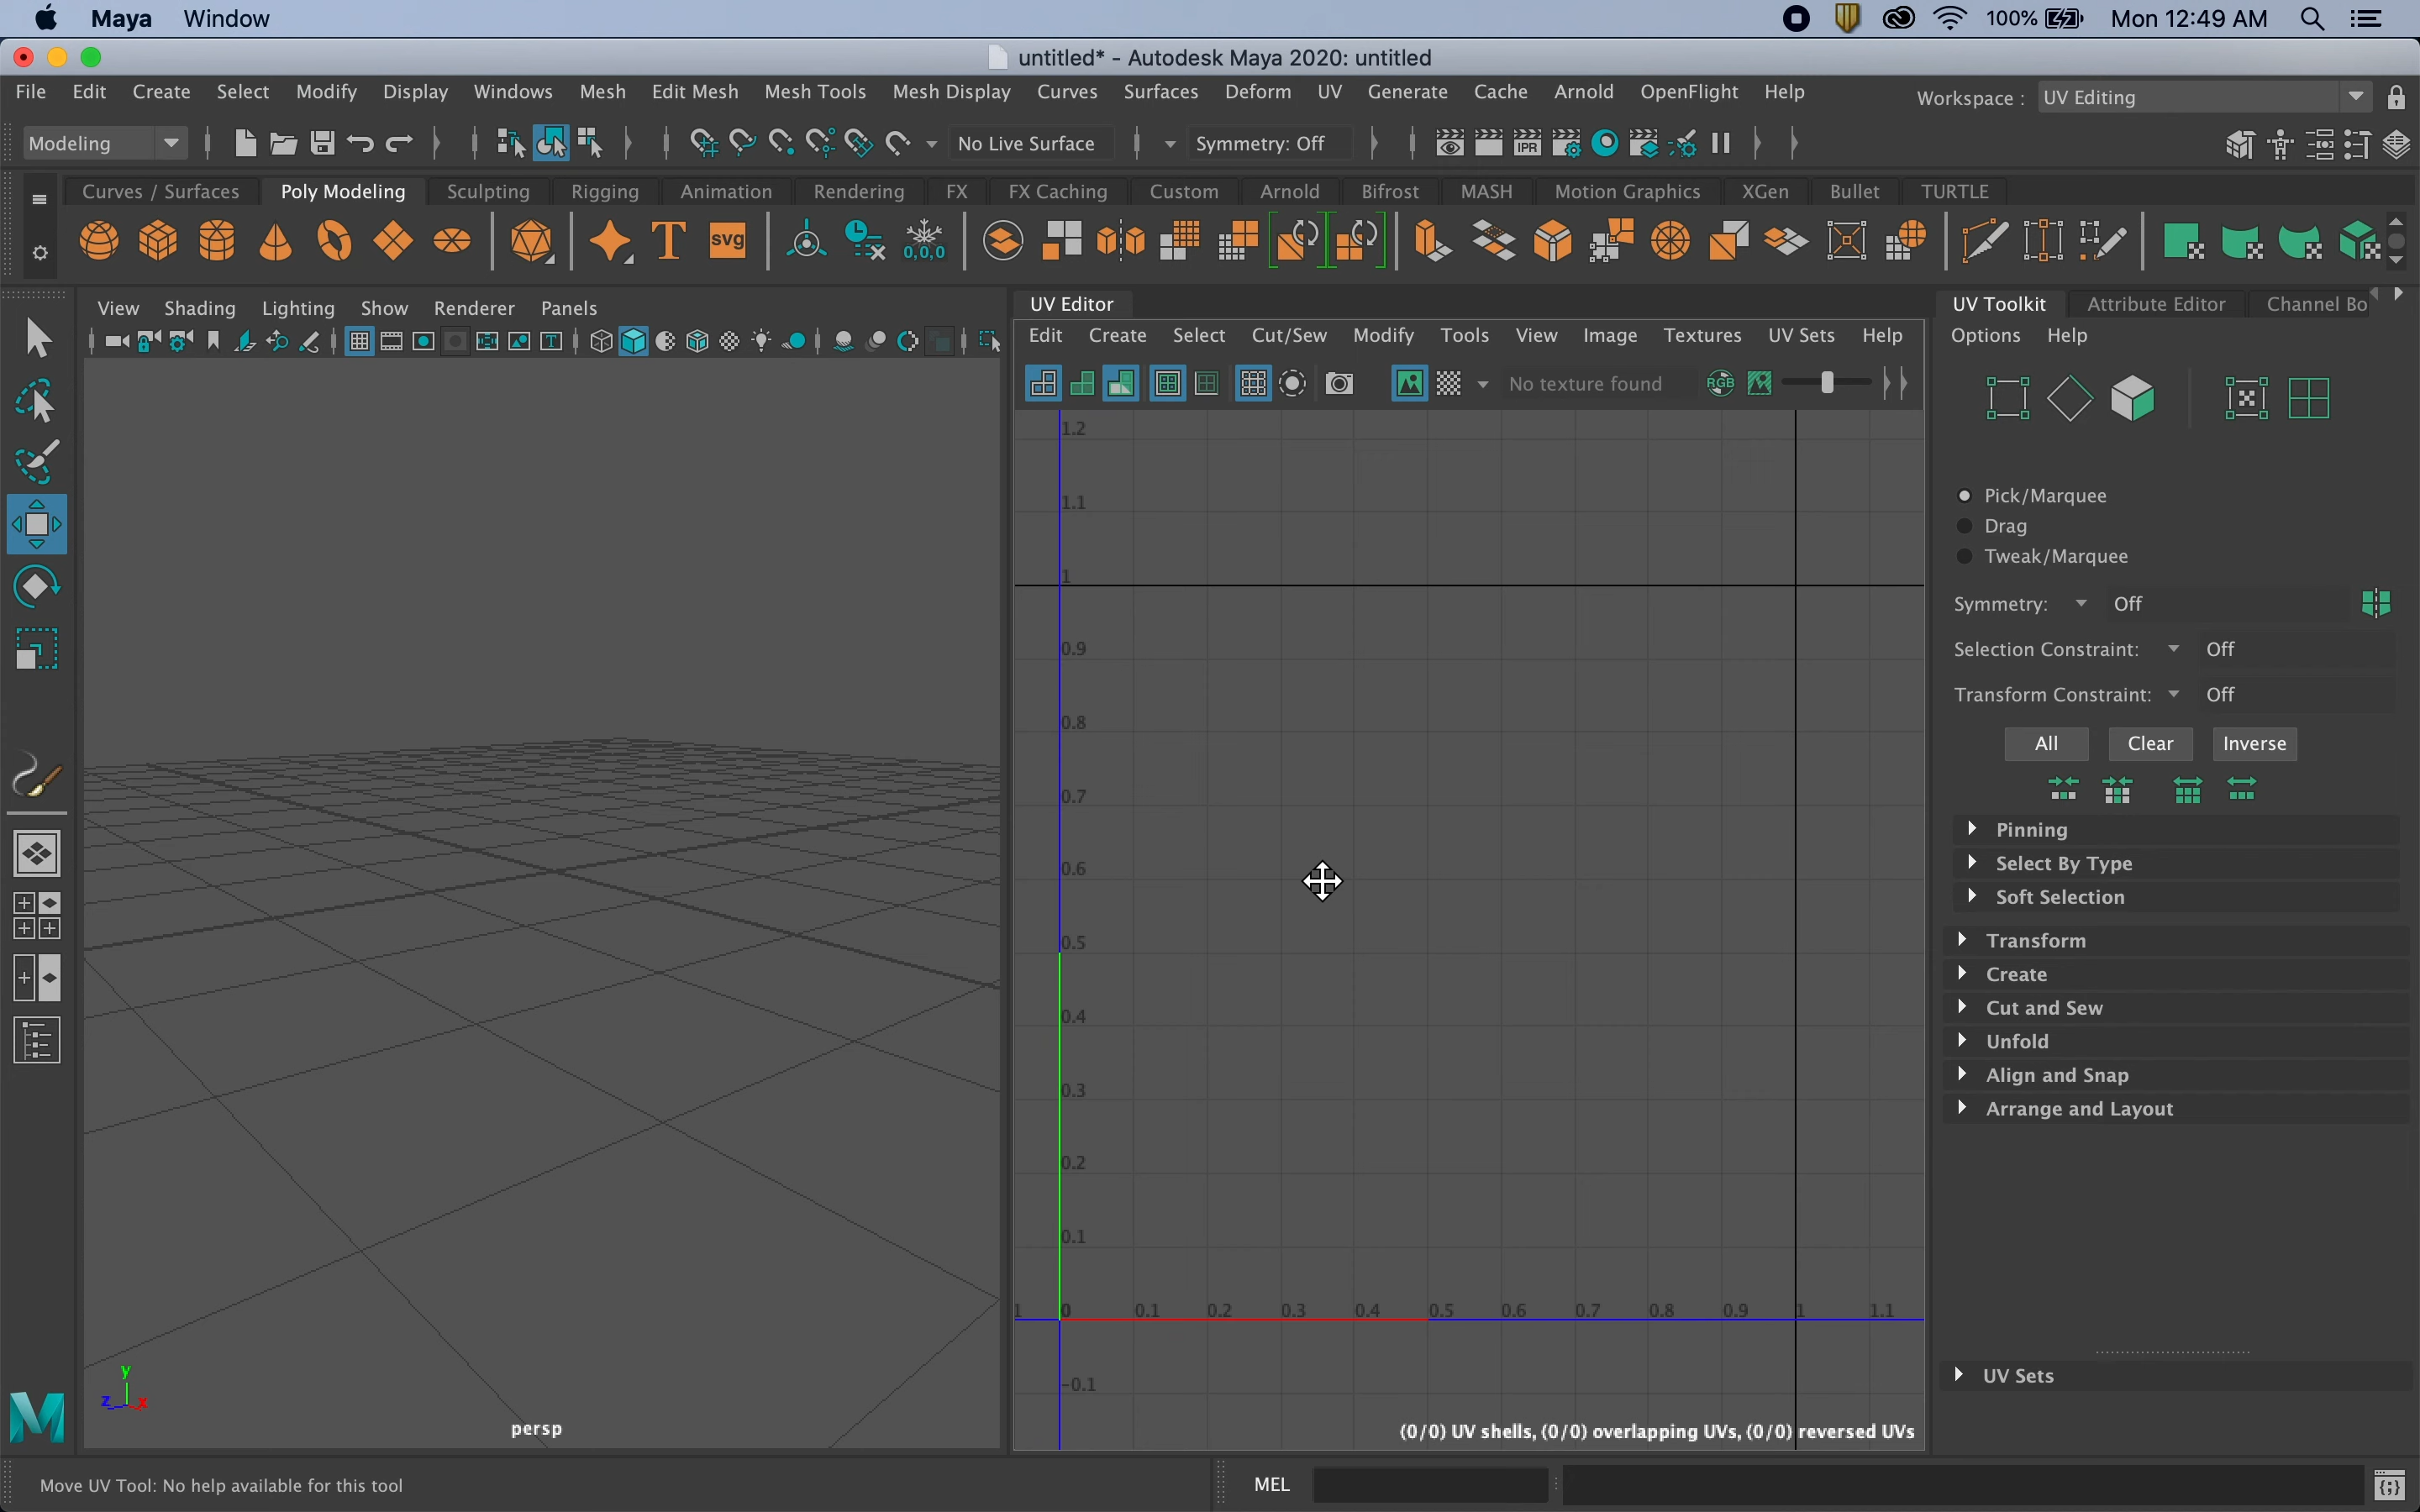 Maya Window 100% Mon 12:49 AM
untitled* - Autodesk Maya 2020: untitled
File Edit Create Select Modify Display Windows Mesh Edit Mesh Mesh Tools Mesh Display Curves Surfaces Deform UV Generate Cache Arnold OpenFlight Help Workspace : UV Editing
Modeling No Live Surface Symmetry: Off IPR
Curves / Surfaces Poly Modeling Sculpting Rigging Animation Rendering FX FX Caching Custom Arnold Bifrost MASH Motion Graphics XGen Bullet TURTLE
T svg 0,0,0
View Shading Lighting Show Renderer Panels
UV Editor
Edit Create Select Cut/Sew Modify Tools View Image Textures UV Sets Help
No texture found RGB
1.2
1.1
1
0.9
0.8
0.7
0.6
0.5
0.4
0.3
0.2
0.1
1 0 0.1 0.2 0.3 0.4 0.5 0.6 0.7 0.8 0.9 1 1.1
-0.1
y
z x
persp
(0/0) UV shells, (0/0) overlapping UVs, (0/0) reversed UVs
UV Toolkit Attribute Editor Channel Bo
Options Help
Pick/Marquee
Drag
Tweak/Marquee
Symmetry: Off
Selection Constraint: Off
Transform Constraint: Off
All Clear Inverse
Pinning
Select By Type
Soft Selection
Transform
Create
Cut and Sew
Unfold
Align and Snap
Arrange and Layout
UV Sets
Move UV Tool: No help available for this tool MEL